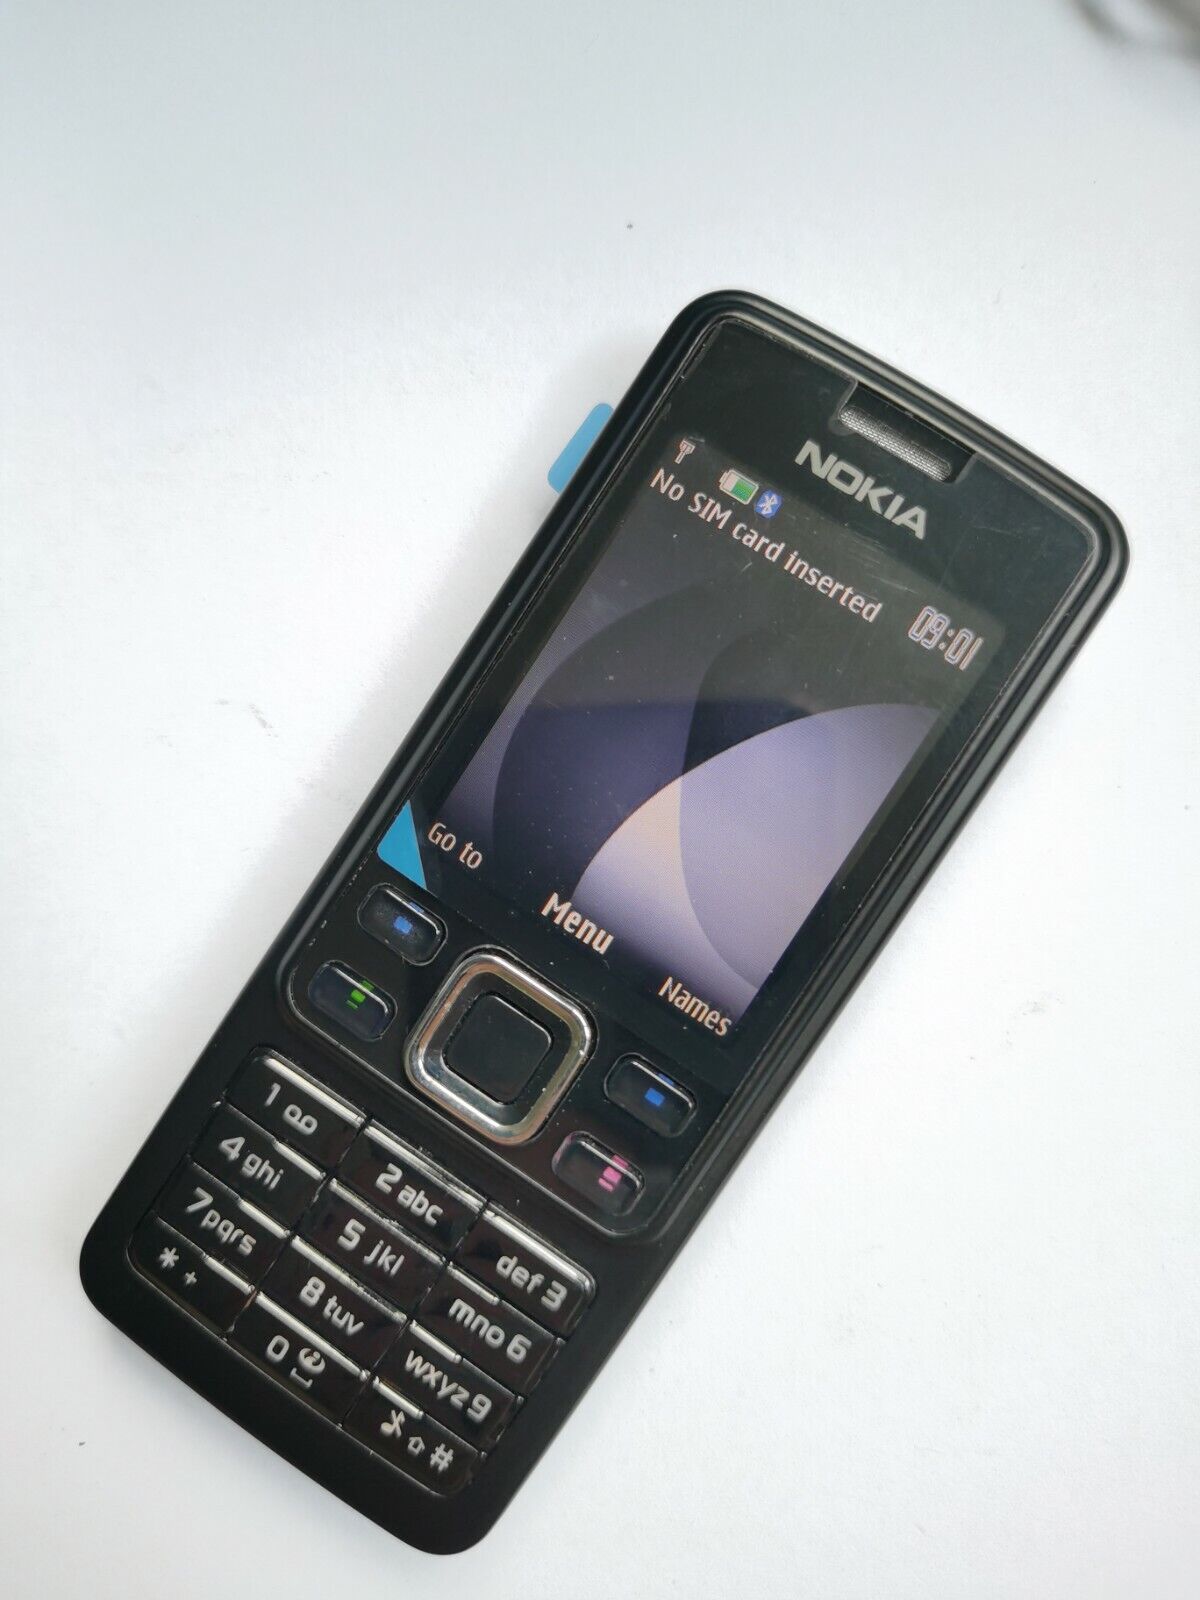 NOKIA
No SIM card inserted
09:01
Go to
Menu
Names
1
2 abc
def 3
4 ghi
5 jkl
mno 6
7 pqrs
8 tuv
wxyz 9
* +
0
#